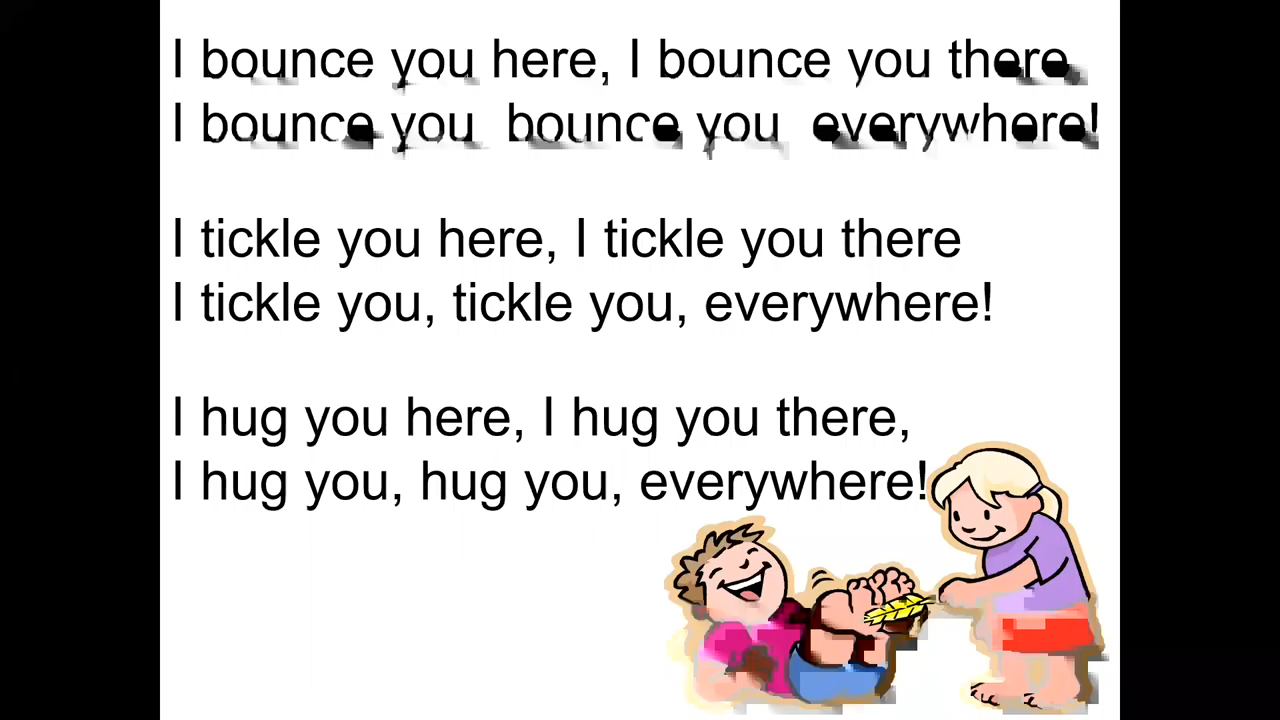 I bounce you here, I bounce you there,
I bounce you bounce you everywhere!
I tickle you here, I tickle you there
I tickle you, tickle you, everywhere!
I hug you here, I hug you there,
I hug you, hug you, everywhere!